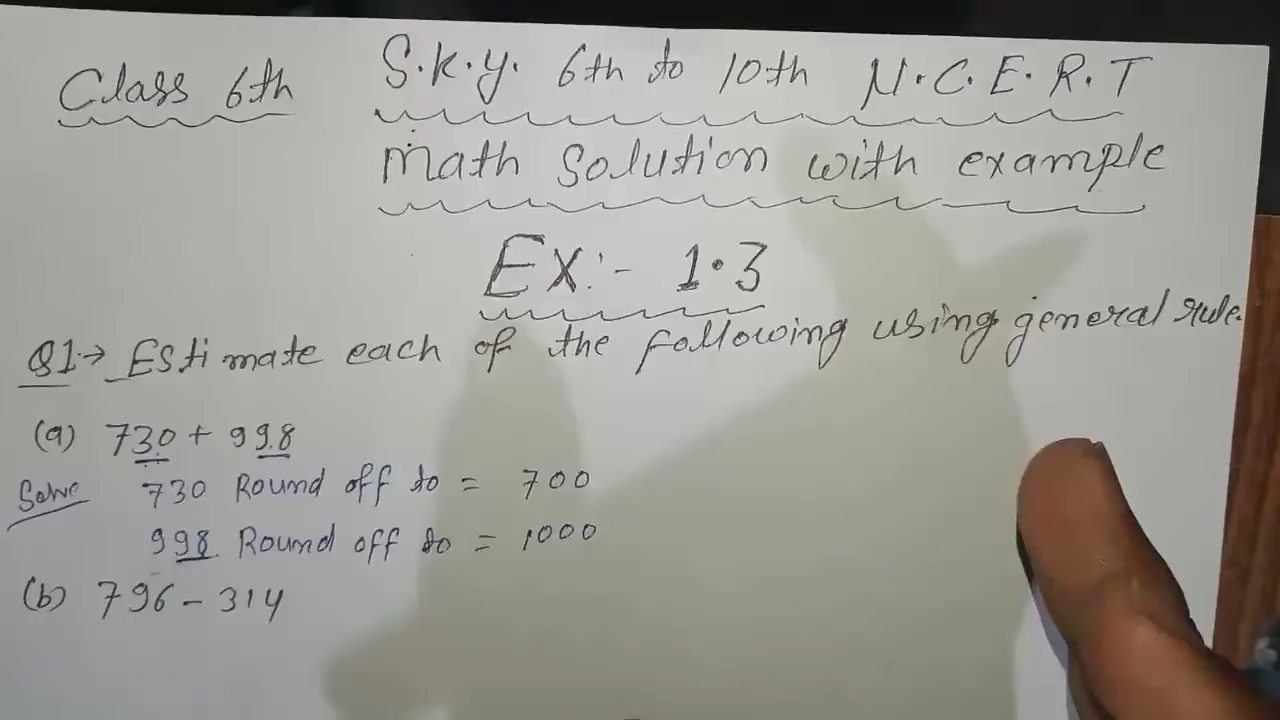 Class 6th S.K.Y. 6th to 10th N.C.E.R.T
math Solution with example
EX:- 1.3
Q1→ Estimate each of the following using general rule.
(a) 730 + 998
Solve 730 Round off to = 700
998 Round off to = 1000
(b) 796 - 314